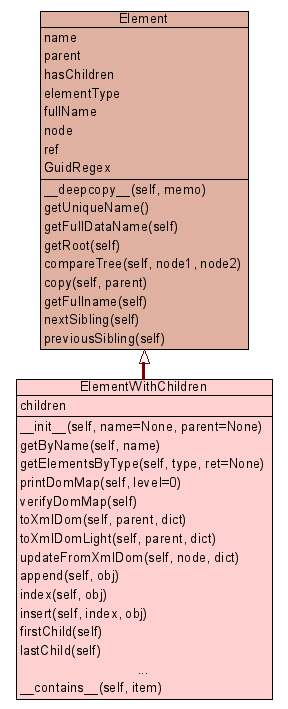 Element
name
parent
hasChildren
elementType
fullName
node
ref
GuidRegex
__deepcopy__(self, memo)
getUniqueName()
getFullDataName(self)
getRoot(self)
compareTree(self, node1, node2)
copy(self, parent)
getFullname(self)
nextSibling(self)
previousSibling(self)
ElementWithChildren
children
__init__(self, name=None, parent=None)
getByName(self, name)
getElementsByType(self, type, ret=None)
printDomMap(self, level=0)
verifyDomMap(self)
toXmlDom(self, parent, dict)
toXmlDomLight(self, parent, dict)
updateFromXmlDom(self, node, dict)
append(self, obj)
index(self, obj)
insert(self, index, obj)
firstChild(self)
lastChild(self)
...
__contains__(self, item)